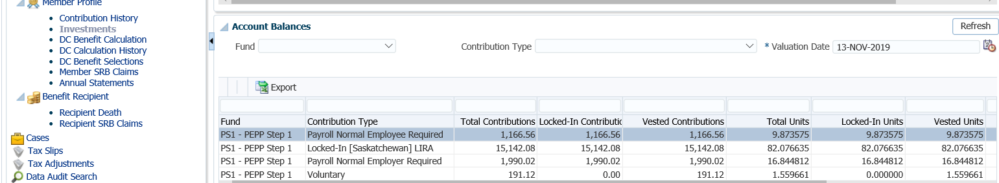 Member Profile
Contribution History
Investments
DC Benefit Calculation
DC Calculation History
DC Benefit Selections
Member SRB Claims
Annual Statements
Benefit Recipient
Recipient Death
Recipient SRB Claims
Cases
Tax Slips
Tax Adjustments
Data Audit Search
Account Balances
Refresh
Fund Contribution Type * Valuation Date 13-NOV-2019
Export
Fund Contribution Type Total Contributions Locked-In Contributic Vested Contributions Total Units Locked-In Units Vested Units
PS1 - PEPP Step 1 Payroll Normal Employee Required 1,166.56 1,166.56 1,166.56 9.873575 9.873575 9.873575
PS1 - PEPP Step 1 Locked-In [Saskatchewan] LIRA 15,142.08 15,142.08 15,142.08 82.076635 82.076635 82.076635
PS1 - PEPP Step 1 Payroll Normal Employer Required 1,990.02 1,990.02 1,990.02 16.844812 16.844812 16.844812
PS1 - PEPP Step 1 Voluntary 191.12 0.00 191.12 1.559661 0.000000 1.559661